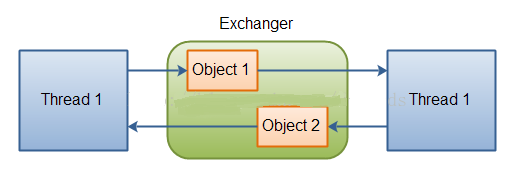 Exchanger
Thread 1
Object 1
Thread 1
Object 2